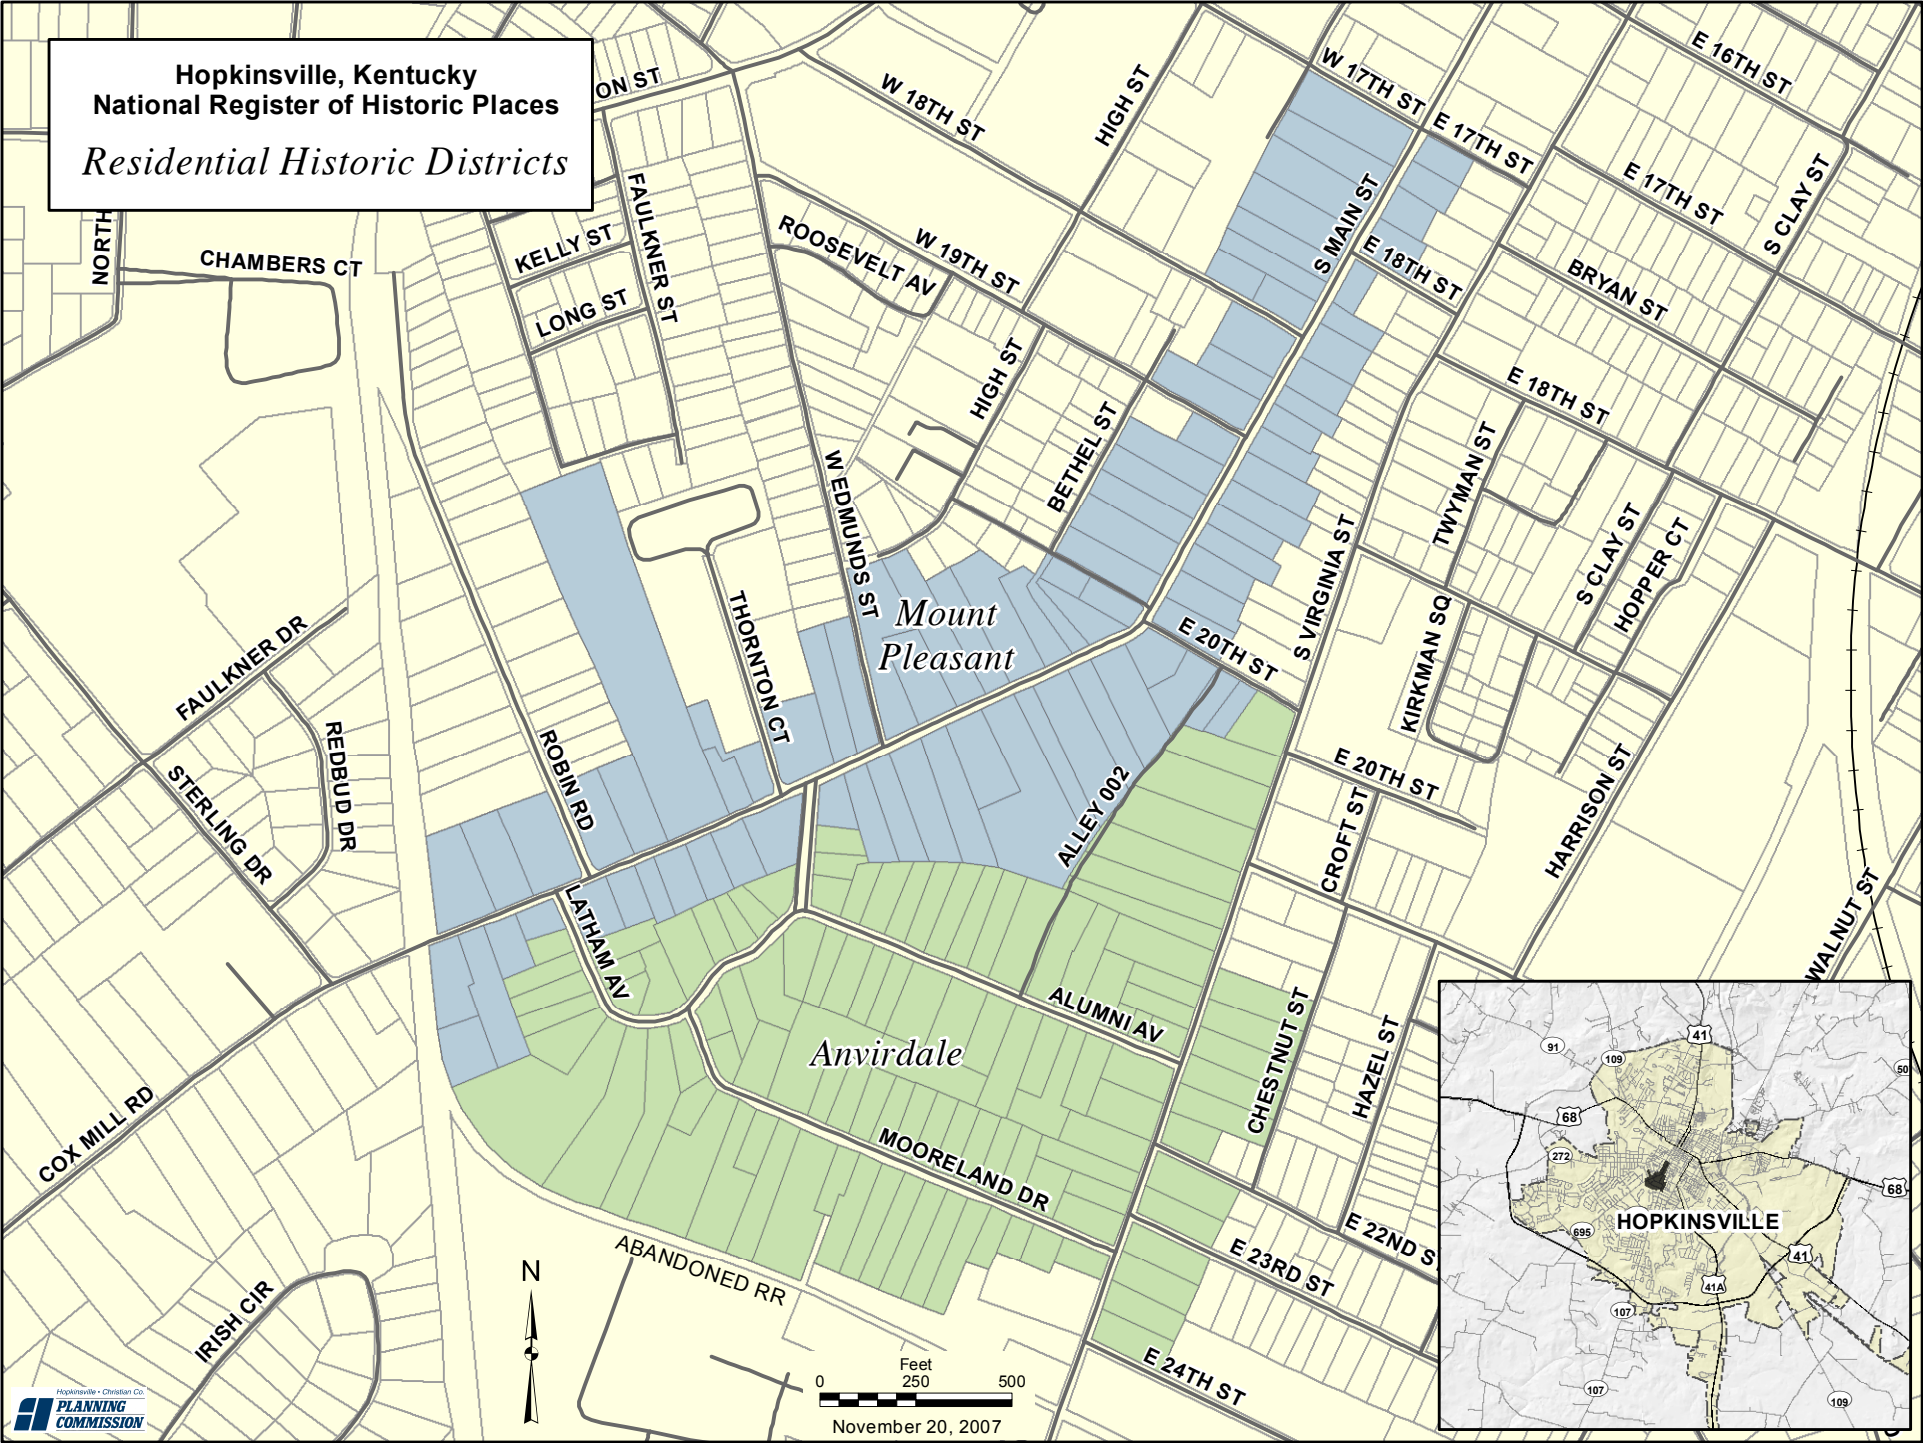 Hopkinsville, Kentucky
National Register of Historic Places
Residential Historic Districts
ON ST
W 18TH ST
HIGH ST
W 17TH ST
E 17TH ST
E 16TH ST
E 17TH ST
S CLAY ST
NORTH
CHAMBERS CT
KELLY ST
LONG ST
FAULKNER ST
ROOSEVELT AV
W 19TH ST
S MAIN ST
E 18TH ST
BRYAN ST
HIGH ST
BETHEL ST
E 18TH ST
W EDMUNDS ST
TWYMAN ST
S CLAY ST
HOPPER CT
S VIRGINIA ST
KIRKMAN SQ
Mount
Pleasant
THORNTON CT
E 20TH ST
FAULKNER DR
REDBUD DR
STERLING DR
ROBIN RD
ALLEY 002
E 20TH ST
CROFT ST
HARRISON ST
WALNUT ST
LATHAM AV
ALUMNI AV
Anvirdale
CHESTNUT ST
HAZEL ST
COX MILL RD
MOORELAND DR
E 22ND S
E 23RD ST
E 24TH ST
ABANDONED RR
IRISH CIR
N
Feet
0 250 500
November 20, 2007
Hopkinsville • Christian Co.
PLANNING
COMMISSION
41
91
109
50
68
272
68
HOPKINSVILLE
695
41
41A
107
107
109